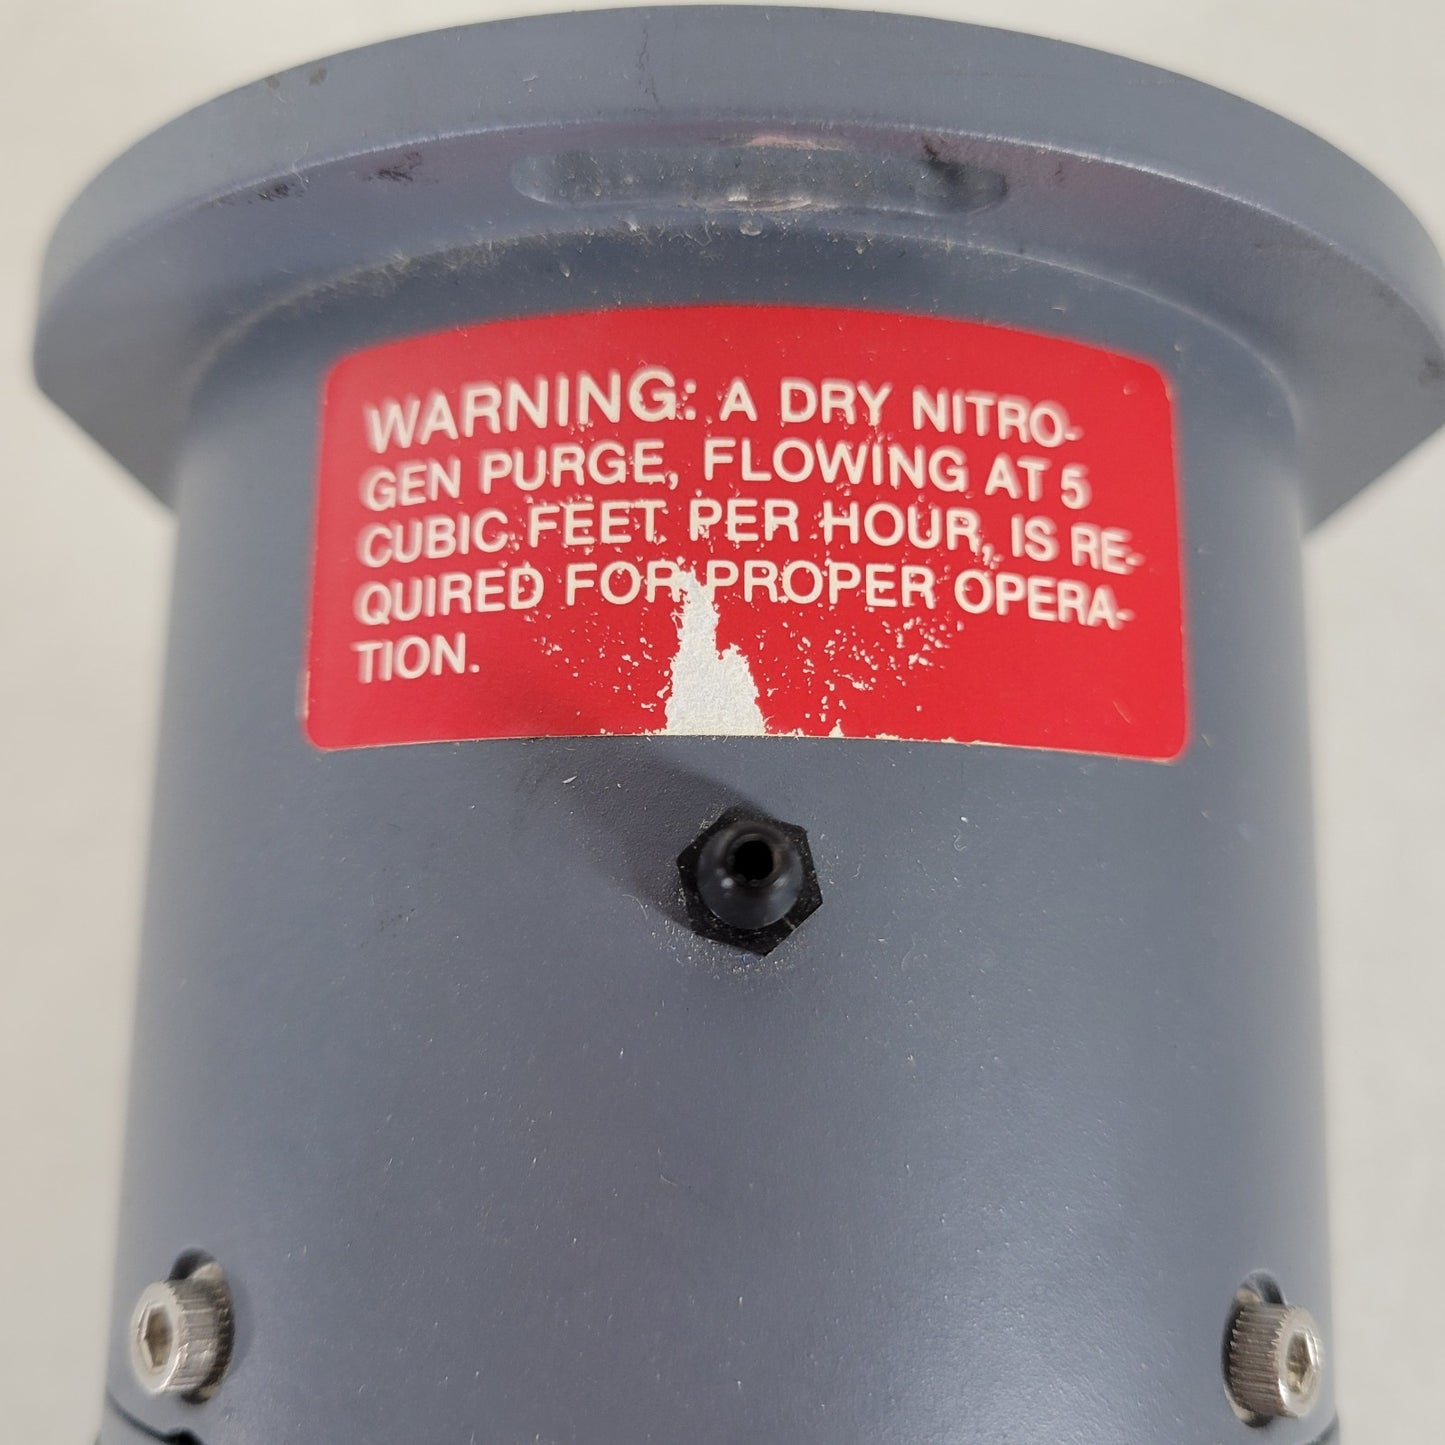 WARNING: A DRY NITRO-
GEN PURGE, FLOWING AT 5
CUBIC FEET PER HOUR, IS RE-
QUIRED FOR PROPER OPERA-
TION.